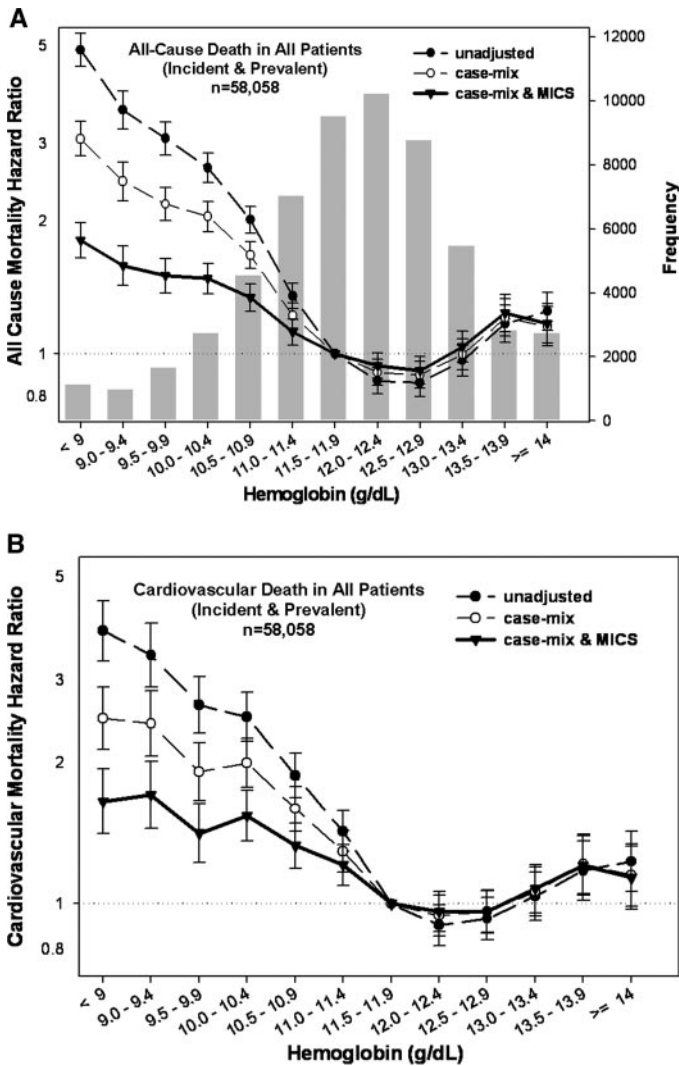 A
All-Cause Death in All Patients
(Incident & Prevalent)
n=58,058
unadjusted
case-mix
case-mix & MICS
All Cause Mortality Hazard Ratio
5
3
2
1
0.8
12000
10000
8000
6000
4000
2000
0
Frequency
< 9
9.0 - 9.4
9.5 - 9.9
10.0 - 10.4
10.5 - 10.9
11.0 - 11.4
11.5 - 11.9
12.0 - 12.4
12.5 - 12.9
13.0 - 13.4
13.5 - 13.9
>= 14
Hemoglobin (g/dL)
B
Cardiovascular Death in All Patients
(Incident & Prevalent)
n=58,058
unadjusted
case-mix
case-mix & MICS
Cardiovascular Mortality Hazard Ratio
5
3
2
1
0.8
< 9
9.0 - 9.4
9.5 - 9.9
10.0 - 10.4
10.5 - 10.9
11.0 - 11.4
11.5 - 11.9
12.0 - 12.4
12.5 - 12.9
13.0 - 13.4
13.5 - 13.9
>= 14
Hemoglobin (g/dL)